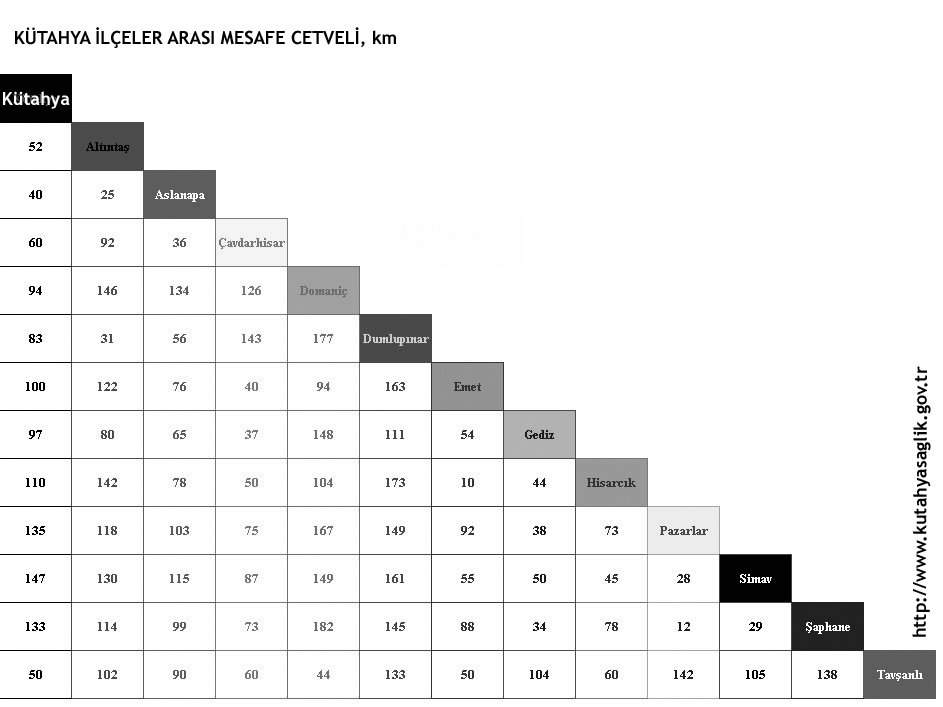 KÜTAHYA İLÇELER ARASI MESAFE CETVELİ, km
Kütahya
52 Altıntaş
40 25 Aslanapa
60 92 36 Çavdarhisar
94 146 134 126 Domaniç
83 31 56 143 177 Dumlupınar
100 122 76 40 94 163 Emet
97 80 65 37 148 111 54 Gediz
110 142 78 50 104 173 10 44 Hisarcık
135 118 103 75 167 149 92 38 73 Pazarlar
147 130 115 87 149 161 55 50 45 28 Simav
133 114 99 73 182 145 88 34 78 12 29 Şaphane
50 102 90 60 44 133 50 104 60 142 105 138 Tavşanlı
http://www.kutahyasaglik.gov.tr